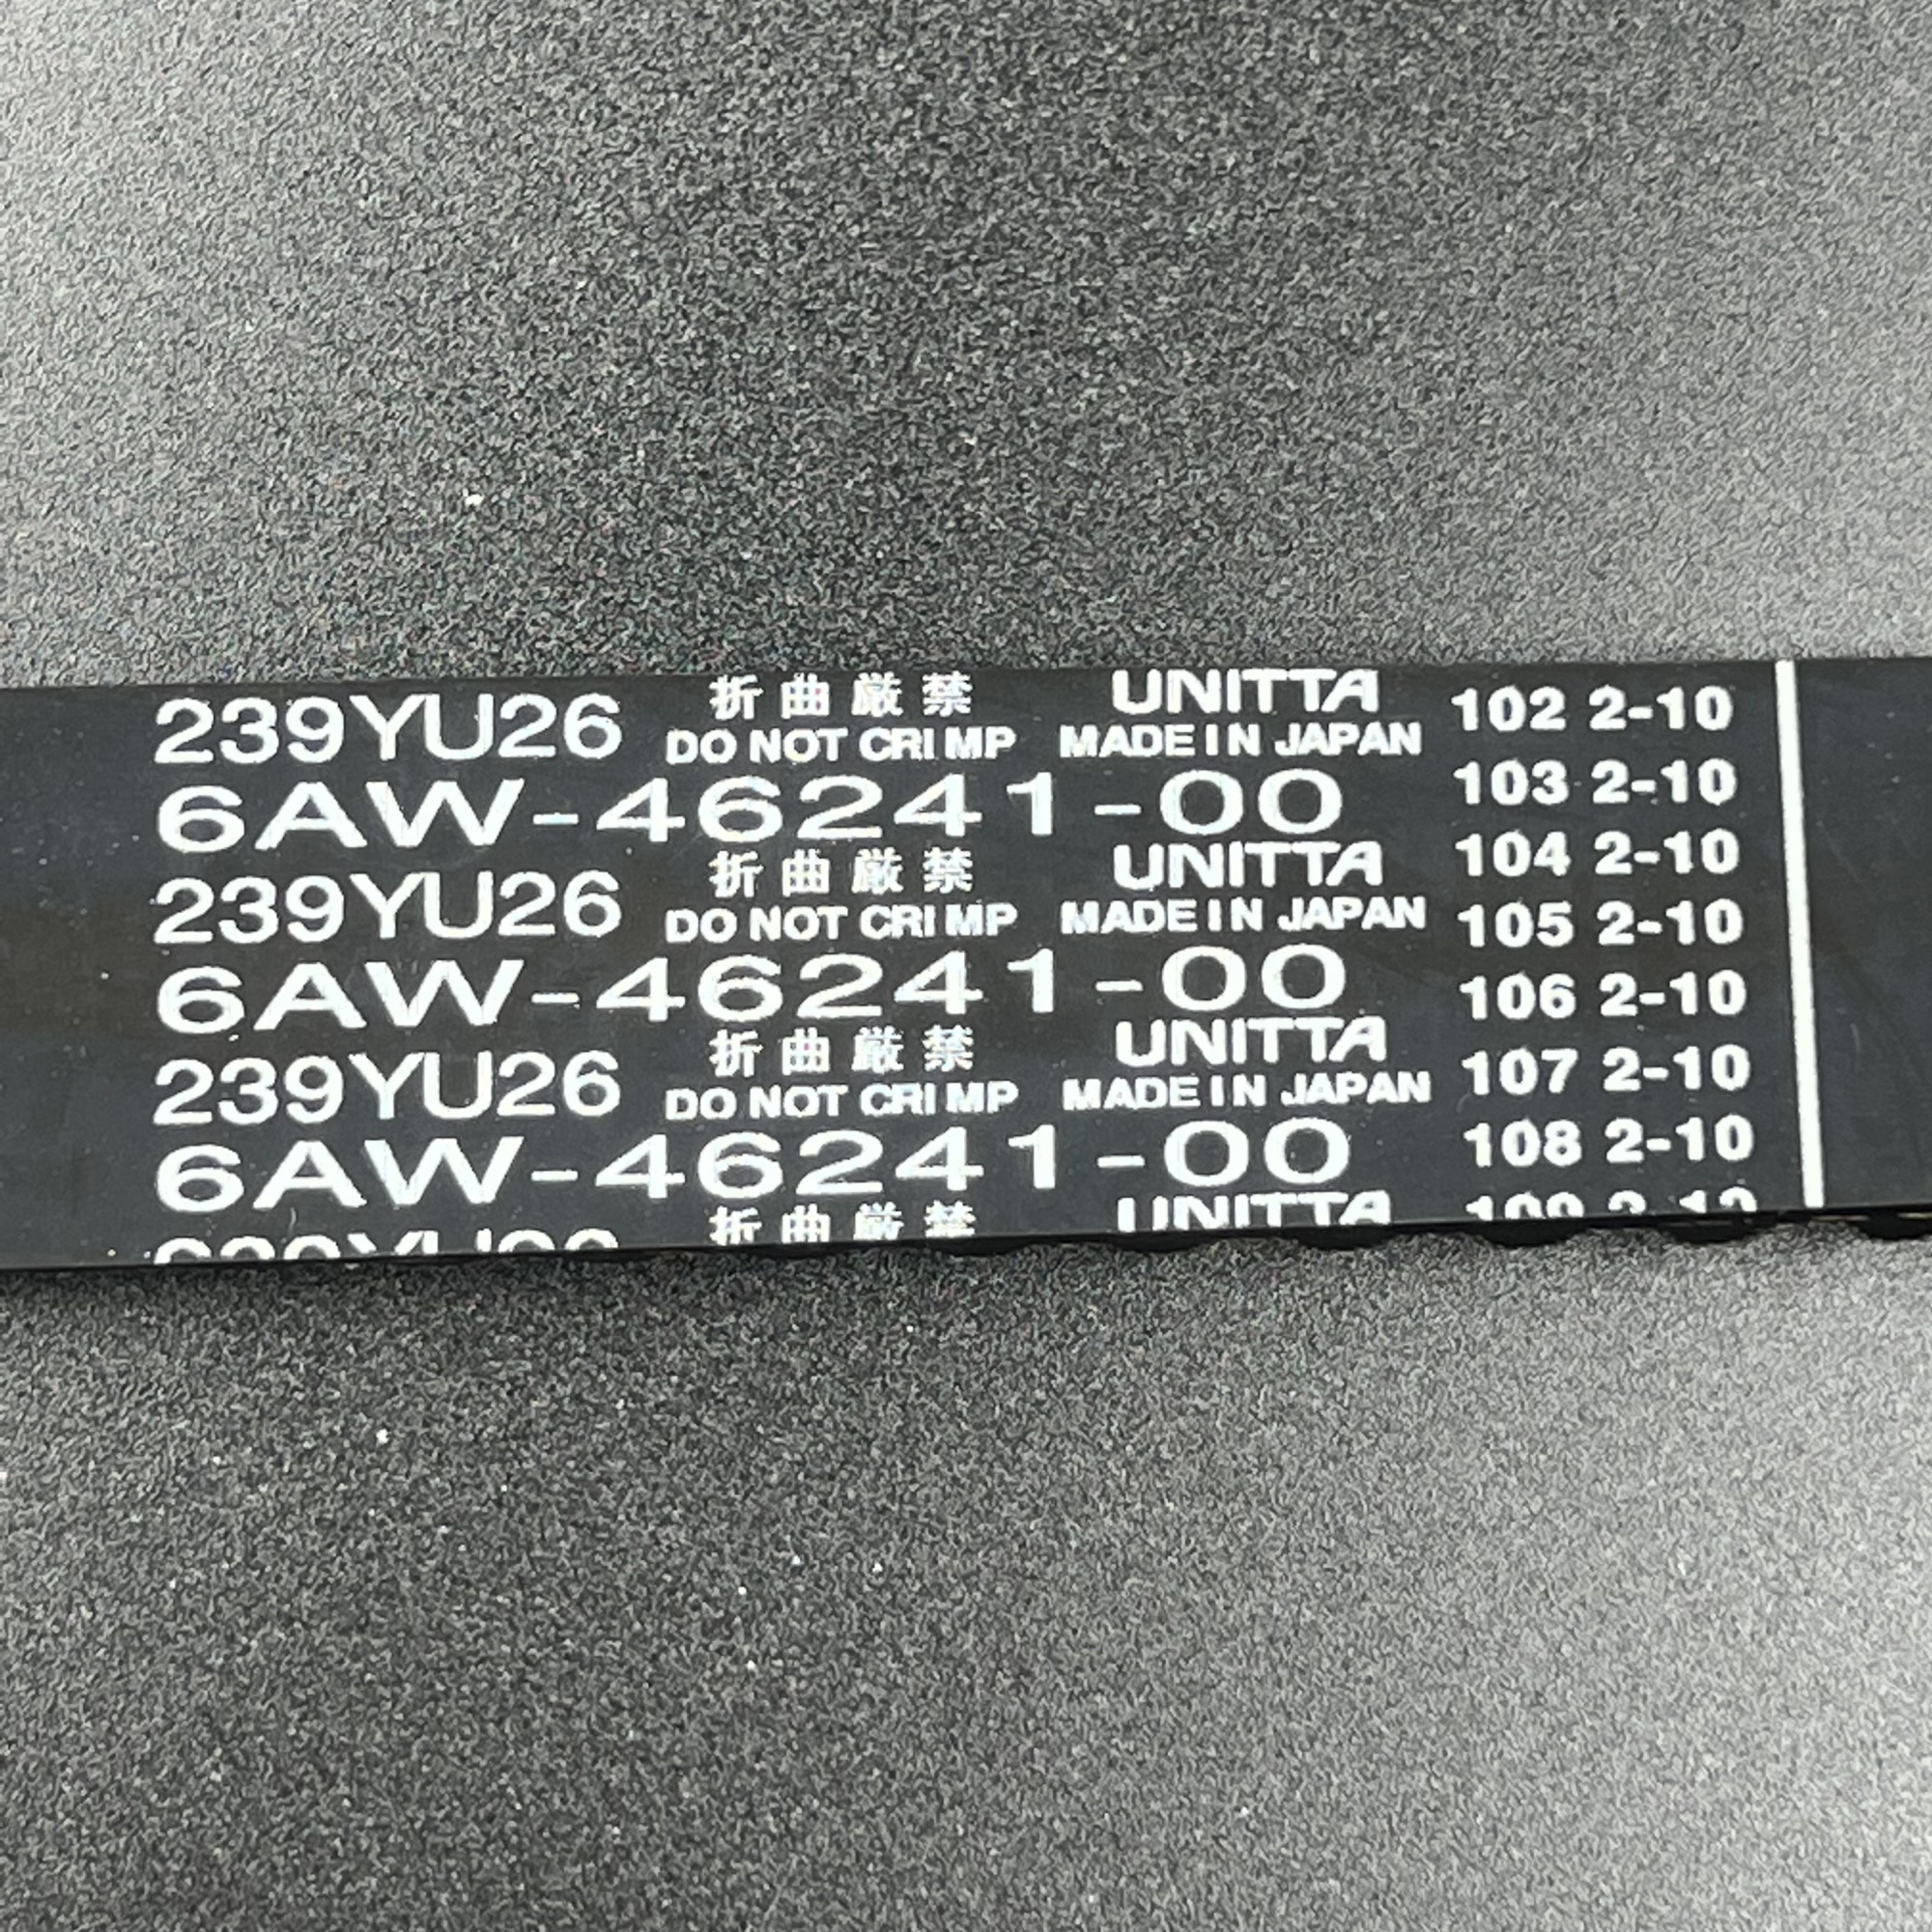 239YU26 折曲厳禁 UNITTA 102 2-10
DO NOT CRIMP MADE IN JAPAN
6AW-46241-00 103 2-10
折曲厳禁 UNITTA 104 2-10
239YU26 DO NOT CRIMP MADE IN JAPAN 105 2-10
6AW-46241-00 106 2-10
折曲厳禁 UNITTA
239YU26 DO NOT CRIMP MADE IN JAPAN 107 2-10
6AW-46241-00 108 2-10
折曲厳禁 UNITTA